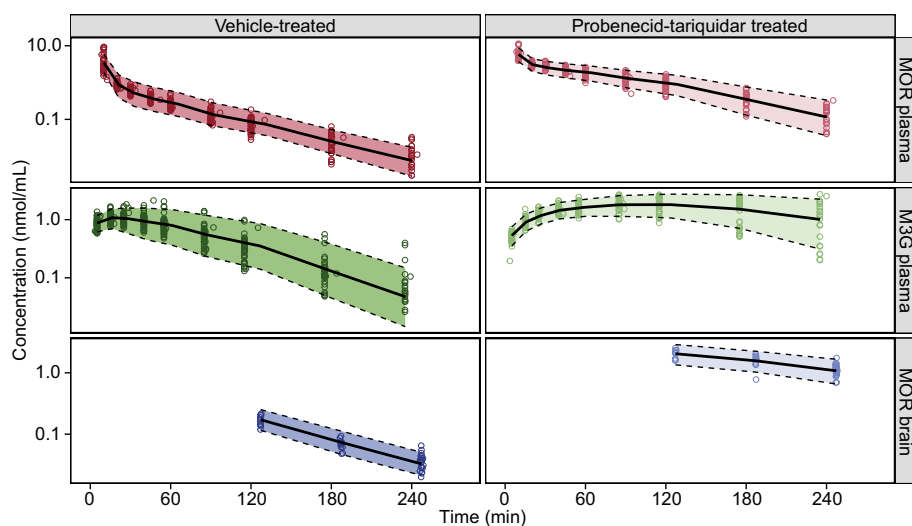 Vehicle-treated
Probenecid-tariquidar treated
10.0
0.1
MOR plasma
1.0
0.1
M3G plasma
1.0
0.1
MOR brain
Concentration (nmol/mL)
0 60 120 180 240
0 60 120 180 240
Time (min)